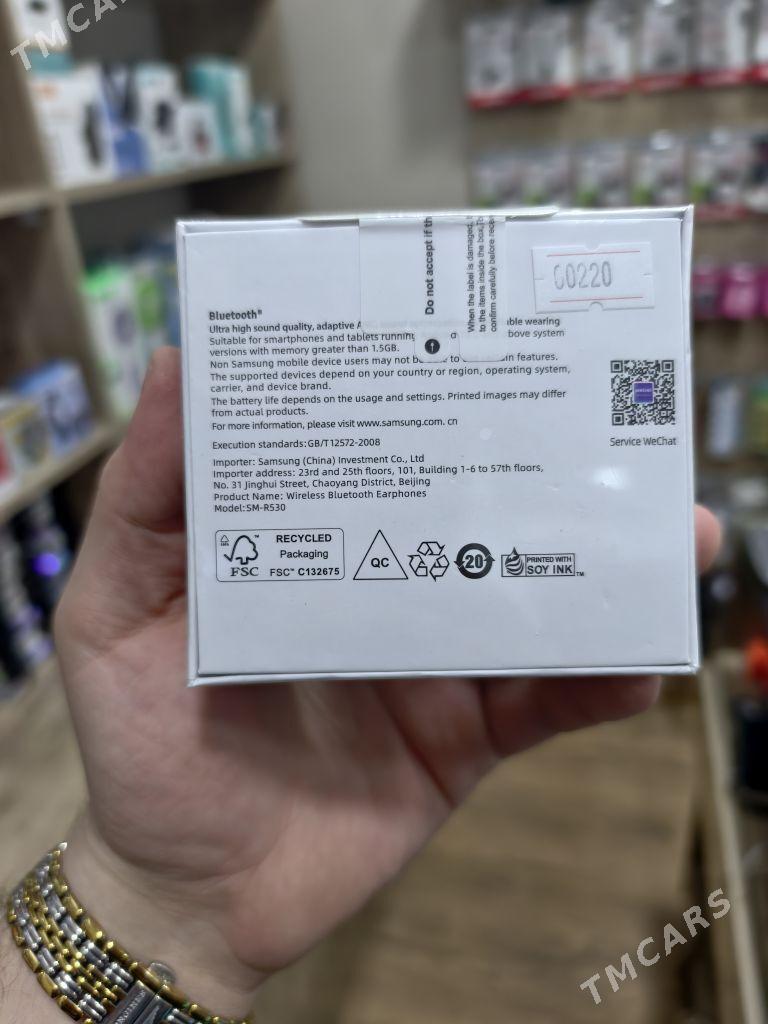 TMCARS
Do not accept if th
When the label is damaged,
to the items inside the box,
confirm carefully before rece
00220
Bluetooth®
Ultra high sound quality, adaptive A ble wearing
Suitable for smartphones and tablets running bove system
versions with memory greater than 1.5GB.
Non Samsung mobile device users may not be to in features.
The supported devices depend on your country or region, operating system,
carrier, and device brand.
The battery life depends on the usage and settings. Printed images may differ
from actual products.
For more information, please visit www.samsung.com. cn
Service WeChat
Execution standards:GB/T12572-2008
Importer: Samsung (China) Investment Co., Ltd
Importer address: 23rd and 25th floors, 101, Building 1-6 to 57th floors,
No. 31 Jinghui Street, Chaoyang District, Beijing
Product Name: Wireless Bluetooth Earphones
Model:SM-R530
RECYCLED
Packaging
FSC™ C132675
FSC
QC
20
PRINTED WITH
SOY INK™
TMCARS